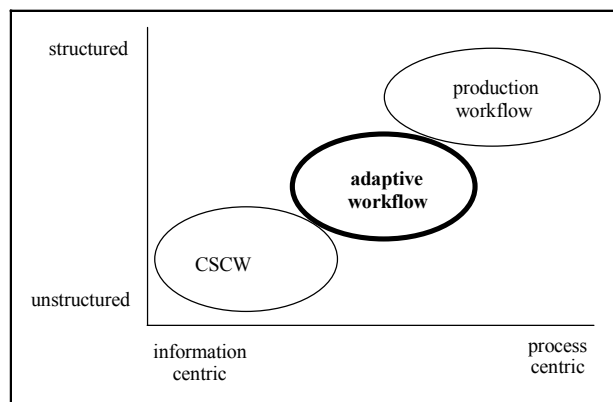 structured
production
workflow
adaptive
workflow
CSCW
unstructured
information
centric
process
centric